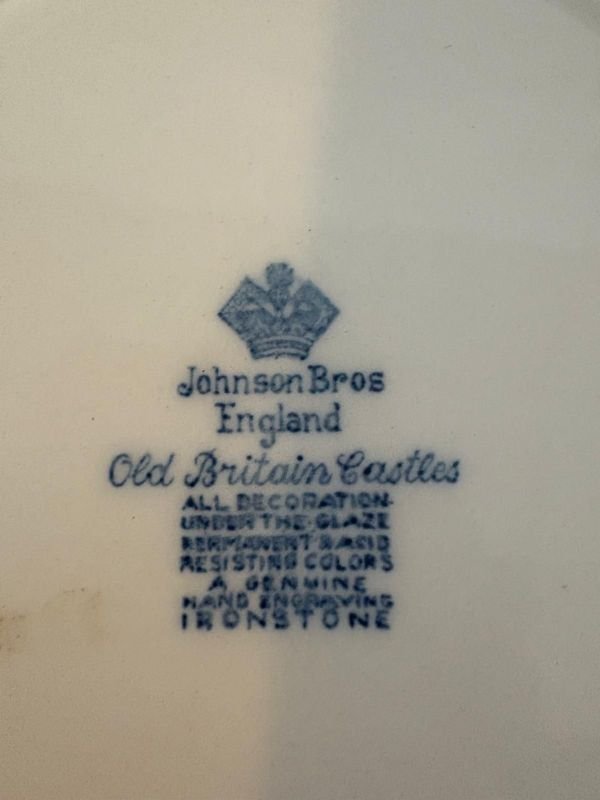 Johnson Bros
England
Old Britain Castles
ALL DECORATION
UNDER THE GLAZE
PERMANENT & ACID
RESISTING COLORS
A GENUINE
HAND ENGRAVING
IRONSTONE